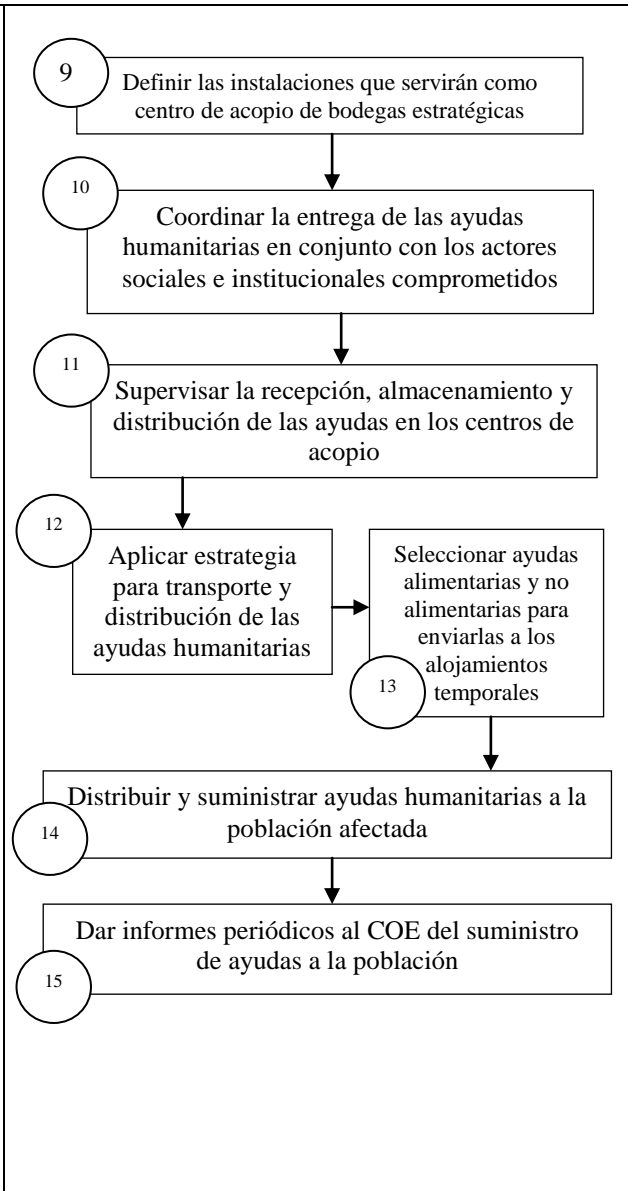 9
Definir las instalaciones que servirán como
centro de acopio de bodegas estratégicas
10
Coordinar la entrega de las ayudas
humanitarias en conjunto con los actores
sociales e institucionales comprometidos
11
Supervisar la recepción, almacenamiento y
distribución de las ayudas en los centros de
acopio
12
Aplicar estrategia
para transporte y
distribución de las
ayudas humanitarias
Seleccionar ayudas
alimentarias y no
alimentarias para
enviarlas a los
alojamientos
temporales
13
Distribuir y suministrar ayudas humanitarias a la
población afectada
14
Dar informes periódicos al COE del suministro
de ayudas a la población
15